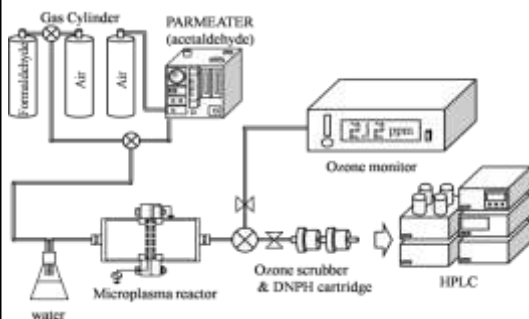 Gas Cylinder
PARMEATER
(acetaldehyde)
Formaldehyde
Air
Air
ppm
Ozone monitor
Microplasma reactor
Ozone scrubber
& DNPH cartridge
HPLC
water